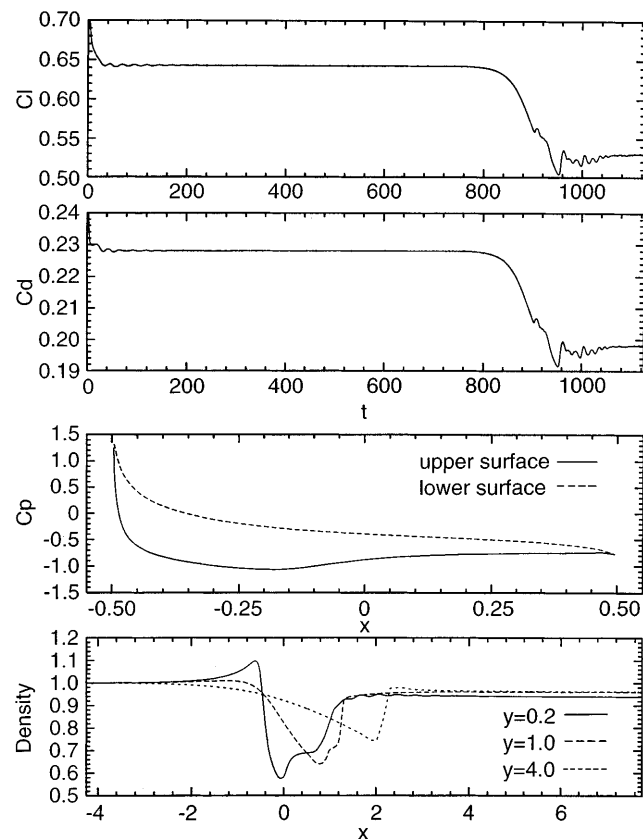 0.70
0.65
0.60
0.55
0.50
Cl
0 200 400 600 800 1000
0.24
0.23
0.22
0.21
0.20
0.19
Cd
0 200 400 600 800 1000
t
1.5
1.0
0.5
0
-0.5
-1.0
-1.5
Cp
upper surface
lower surface
-0.50 -0.25 0 0.25 0.50
x
1.2
1.1
1.0
0.9
0.8
0.7
0.6
0.5
Density
y=0.2
y=1.0
y=4.0
-4 -2 0 2 4 6
x